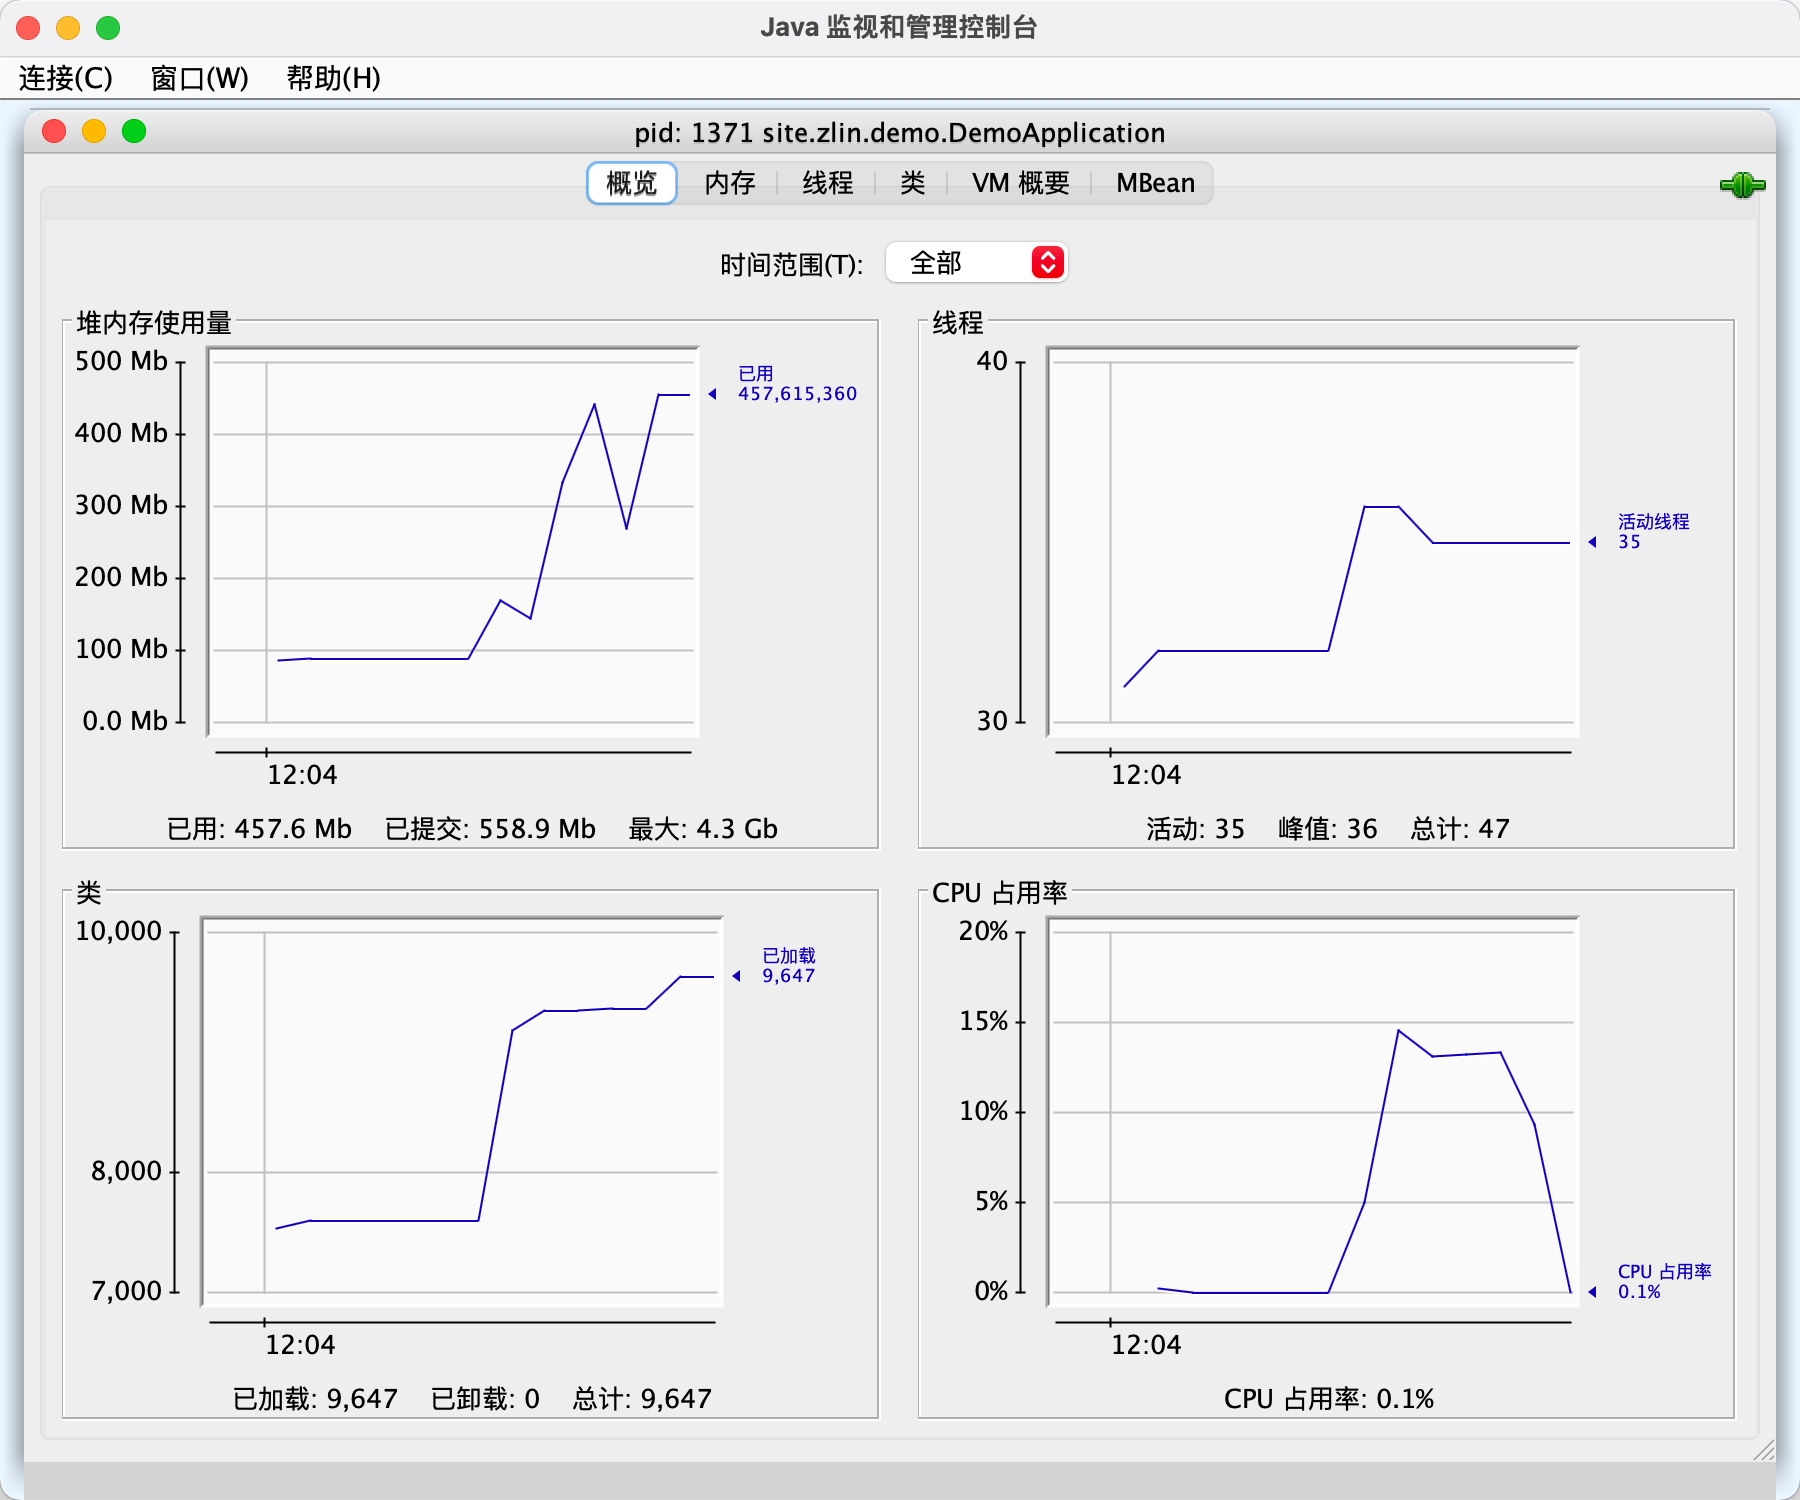 Java 监视和管理控制台
连接(C) 窗口(W) 帮助(H)
pid: 1371 site.zlin.demo.DemoApplication
概览 内存 线程 类 VM 概要 MBean
时间范围(T): 全部
堆内存使用量
500 Mb
400 Mb
300 Mb
200 Mb
100 Mb
0.0 Mb
已用
457,615,360
12:04
已用: 457.6 Mb 已提交: 558.9 Mb 最大: 4.3 Gb
线程
40
30
活动线程
35
12:04
活动: 35 峰值: 36 总计: 47
类
10,000
8,000
7,000
已加载
9,647
12:04
已加载: 9,647 已卸载: 0 总计: 9,647
CPU 占用率
20%
15%
10%
5%
0%
CPU 占用率
0.1%
12:04
CPU 占用率: 0.1%